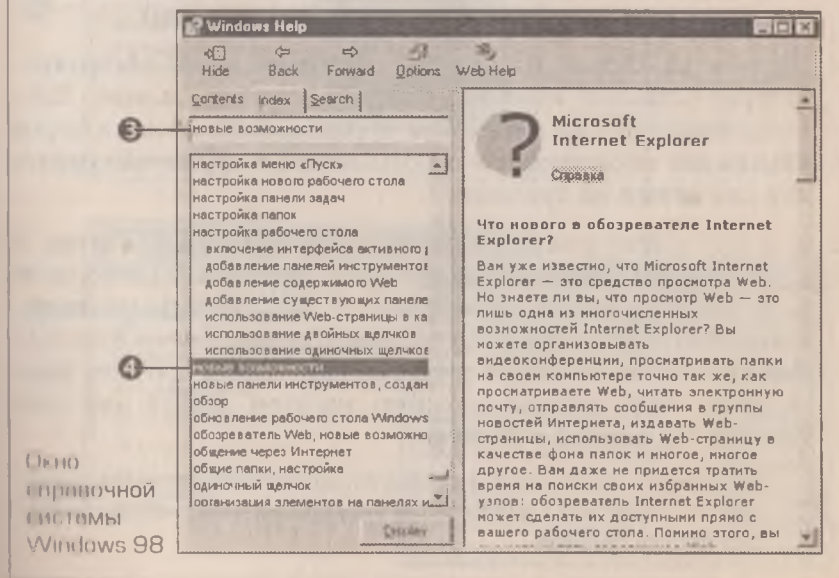 Windows Help
Hide Back Forward Options Web Help
Contents Index Search
3
новые возможности
настройка меню «Пуск»
настройка нового рабочего стола
настройка панели задач
настройка папок
настройка рабочего стола
включение интерфейса активного р
добавление панелей инструментов
добавление содержимого Web
добавление существующих панеле
использование Web-страницы в ка
использование двойных щелчков
использование одиночных щелчков
4
новые возможности
новые панели инструментов, создан
обзор
обновление рабочего стола Windows
обозреватель Web, новые возможно
общение через Интернет
общие папки, настройка
одиночный щелчок
организация элементов на панелях и
Display
Microsoft
Internet Explorer
Справка
Что нового в обозревателе Internet
Explorer?
Вам уже известно, что Microsoft Internet
Explorer — это средство просмотра Web.
Но знаете ли вы, что просмотр Web — это
лишь одна из многочисленных
возможностей Internet Explorer? Вы
можете организовывать
видеоконференции, просматривать папки
на своем компьютере точно так же, как
просматриваете Web, читать электронную
почту, отправлять сообщения в группы
новостей Интернета, издавать Web-
страницы, использовать Web-страницу в
качестве фона папок и многое, многое
другое. Вам даже не придется тратить
время на поиски своих избранных Web-
узлов: обозреватель Internet Explorer
может сделать их доступными прямо с
вашего рабочего стола. Помимо этого, вы
Окно
справочной
системы
Windows 98